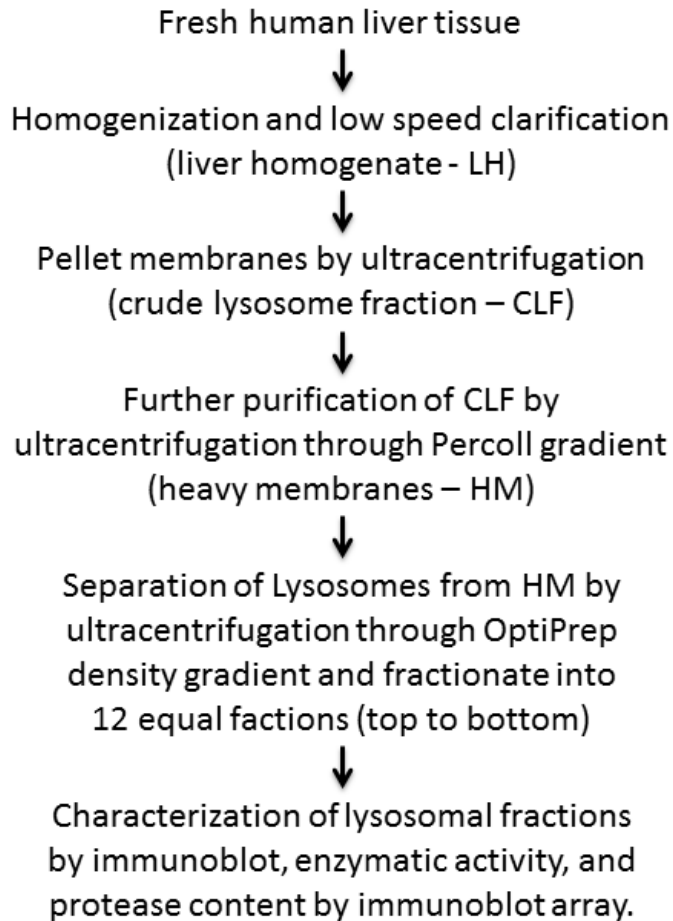 Fresh human liver tissue
Homogenization and low speed clarification
(liver homogenate - LH)
Pellet membranes by ultracentrifugation
(crude lysosome fraction – CLF)
Further purification of CLF by
ultracentrifugation through Percoll gradient
(heavy membranes – HM)
Separation of Lysosomes from HM by
ultracentrifugation through OptiPrep
density gradient and fractionate into
12 equal factions (top to bottom)
Characterization of lysosomal fractions
by immunoblot, enzymatic activity, and
protease content by immunoblot array.